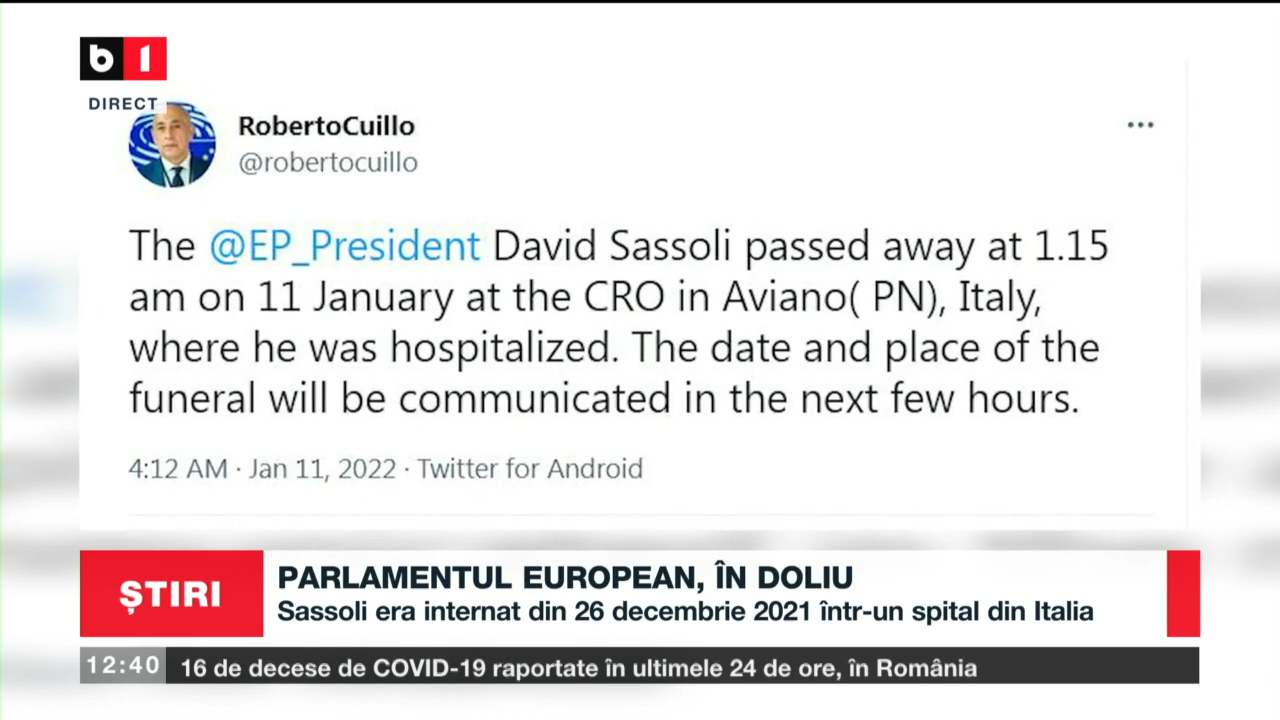 b1
DIRECT
RobertoCuillo
@robertocuillo
The @EP_President David Sassoli passed away at 1.15
am on 11 January at the CRO in Aviano( PN), Italy,
where he was hospitalized. The date and place of the
funeral will be communicated in the next few hours.
4:12 AM · Jan 11, 2022 · Twitter for Android
ȘTIRI
PARLAMENTUL EUROPEAN, ÎN DOLIU
Sassoli era internat din 26 decembrie 2021 într-un spital din Italia
12:40 16 de decese de COVID-19 raportate în ultimele 24 de ore, în România